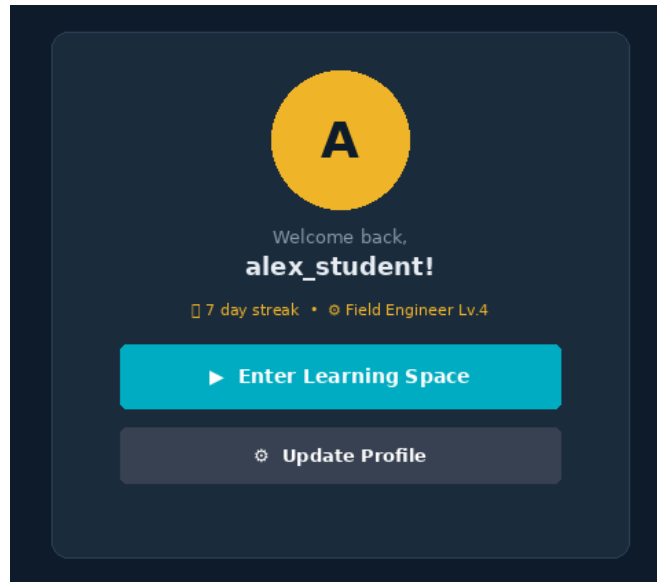 A
Welcome back,
alex_student!
▯ 7 day streak • ⚙ Field Engineer Lv.4
▶ Enter Learning Space
⚙ Update Profile